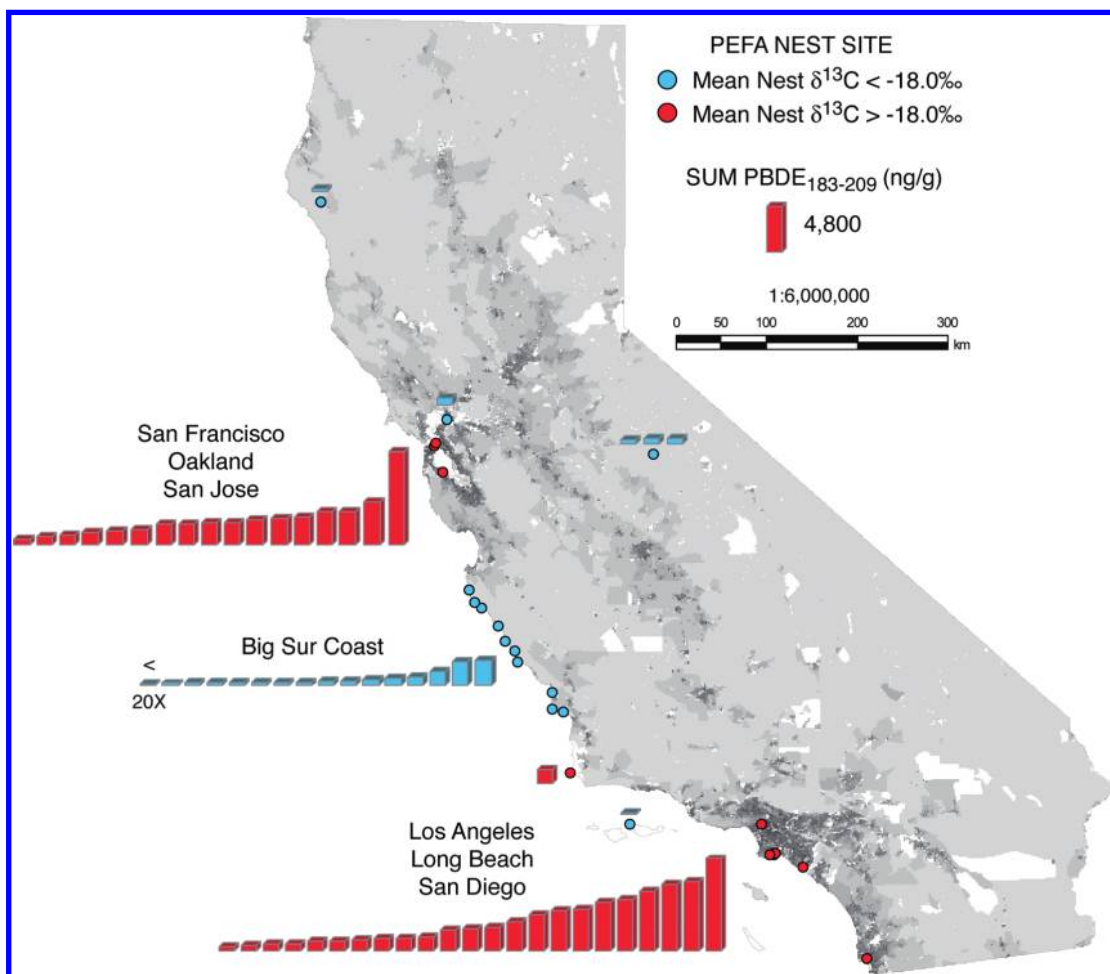 PEFA NEST SITE
Mean Nest δ¹³C < -18.0‰
Mean Nest δ¹³C > -18.0‰
SUM PBDE₁₈₃₋₂₀₉ (ng/g)
4,800
1:6,000,000
0 50 100 200 300
km
San Francisco
Oakland
San Jose
Big Sur Coast
<
20X
Los Angeles
Long Beach
San Diego